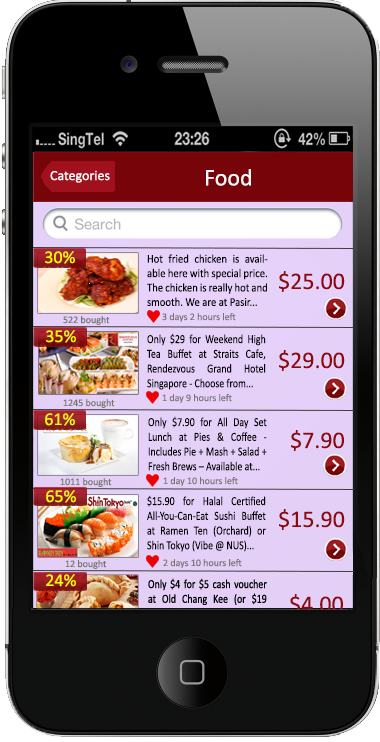 SingTel 23:26 42%
Categories Food
Search
30%
Hot fried chicken is avail-
able here with special price.
The chicken is really hot and
smooth. We are at Pasir...
$25.00
522 bought
3 days 2 hours left
35%
Only $29 for Weekend High
Tea Buffet at Straits Cafe,
Rendezvous Grand Hotel
Singapore - Choose from...
$29.00
1245 bought
1 day 9 hours left
61%
Only $7.90 for All Day Set
Lunch at Pies & Coffee -
Includes Pie + Mash + Salad +
Fresh Brews – Available at...
$7.90
1011 bought
1 day 10 hours left
65%
Shin Tokyo
$15.90 for Halal Certified
All-You-Can-Eat Sushi Buffet
at Ramen Ten (Orchard) or
Shin Tokyo (Vibe @ NUS)...
$15.90
RAMEN TEN
12 bought
2 days 10 hours left
24%
Only $4 for $5 cash voucher
at Old Chang Kee (or $19
$4.00